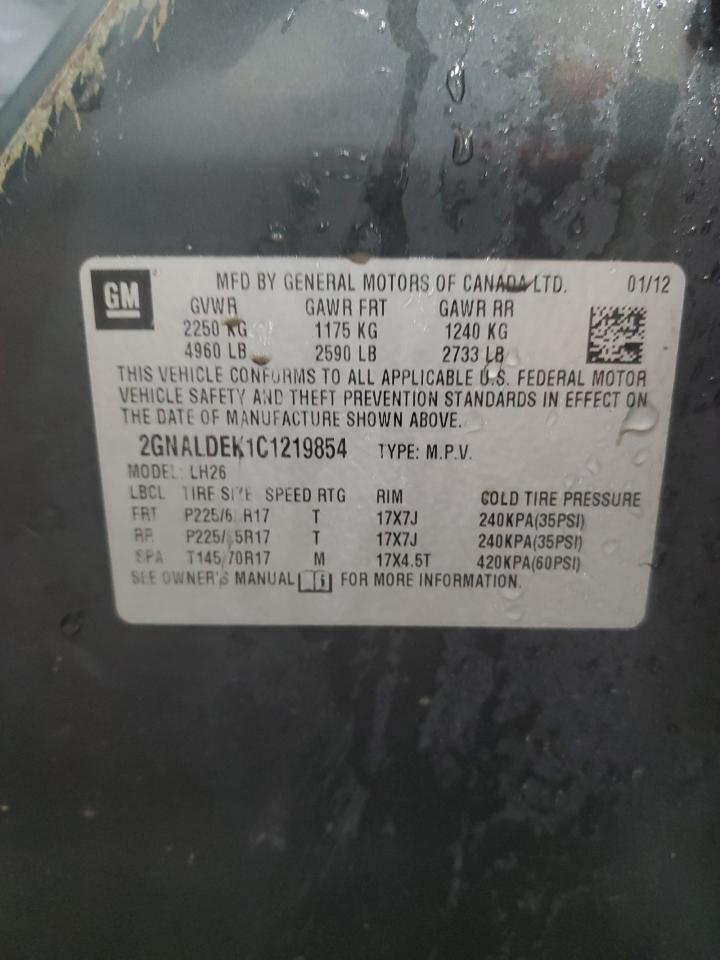 GM
MFD BY GENERAL MOTORS OF CANADA LTD. 01/12
GVWR GAWR FRT GAWR RR
2250 KG 1175 KG 1240 KG
4960 LB 2590 LB 2733 LB
THIS VEHICLE CONFORMS TO ALL APPLICABLE U.S. FEDERAL MOTOR
VEHICLE SAFETY AND THEFT PREVENTION STANDARDS IN EFFECT ON
THE DATE OF MANUFACTURE SHOWN ABOVE.
2GNALDEK1C1219854 TYPE: M.P.V.
MODEL: LH26
LBCL TIRE SIZE SPEED RTG RIM COLD TIRE PRESSURE
FRT R17 T 17X7J 240KPA(35PSI)
RR T 17X7J 240KPA(35PSI)
SPA T145/70R17 M 17X4.5T 420KPA(60PSI)
SEE OWNER'S MANUAL FOR MORE INFORMATION.